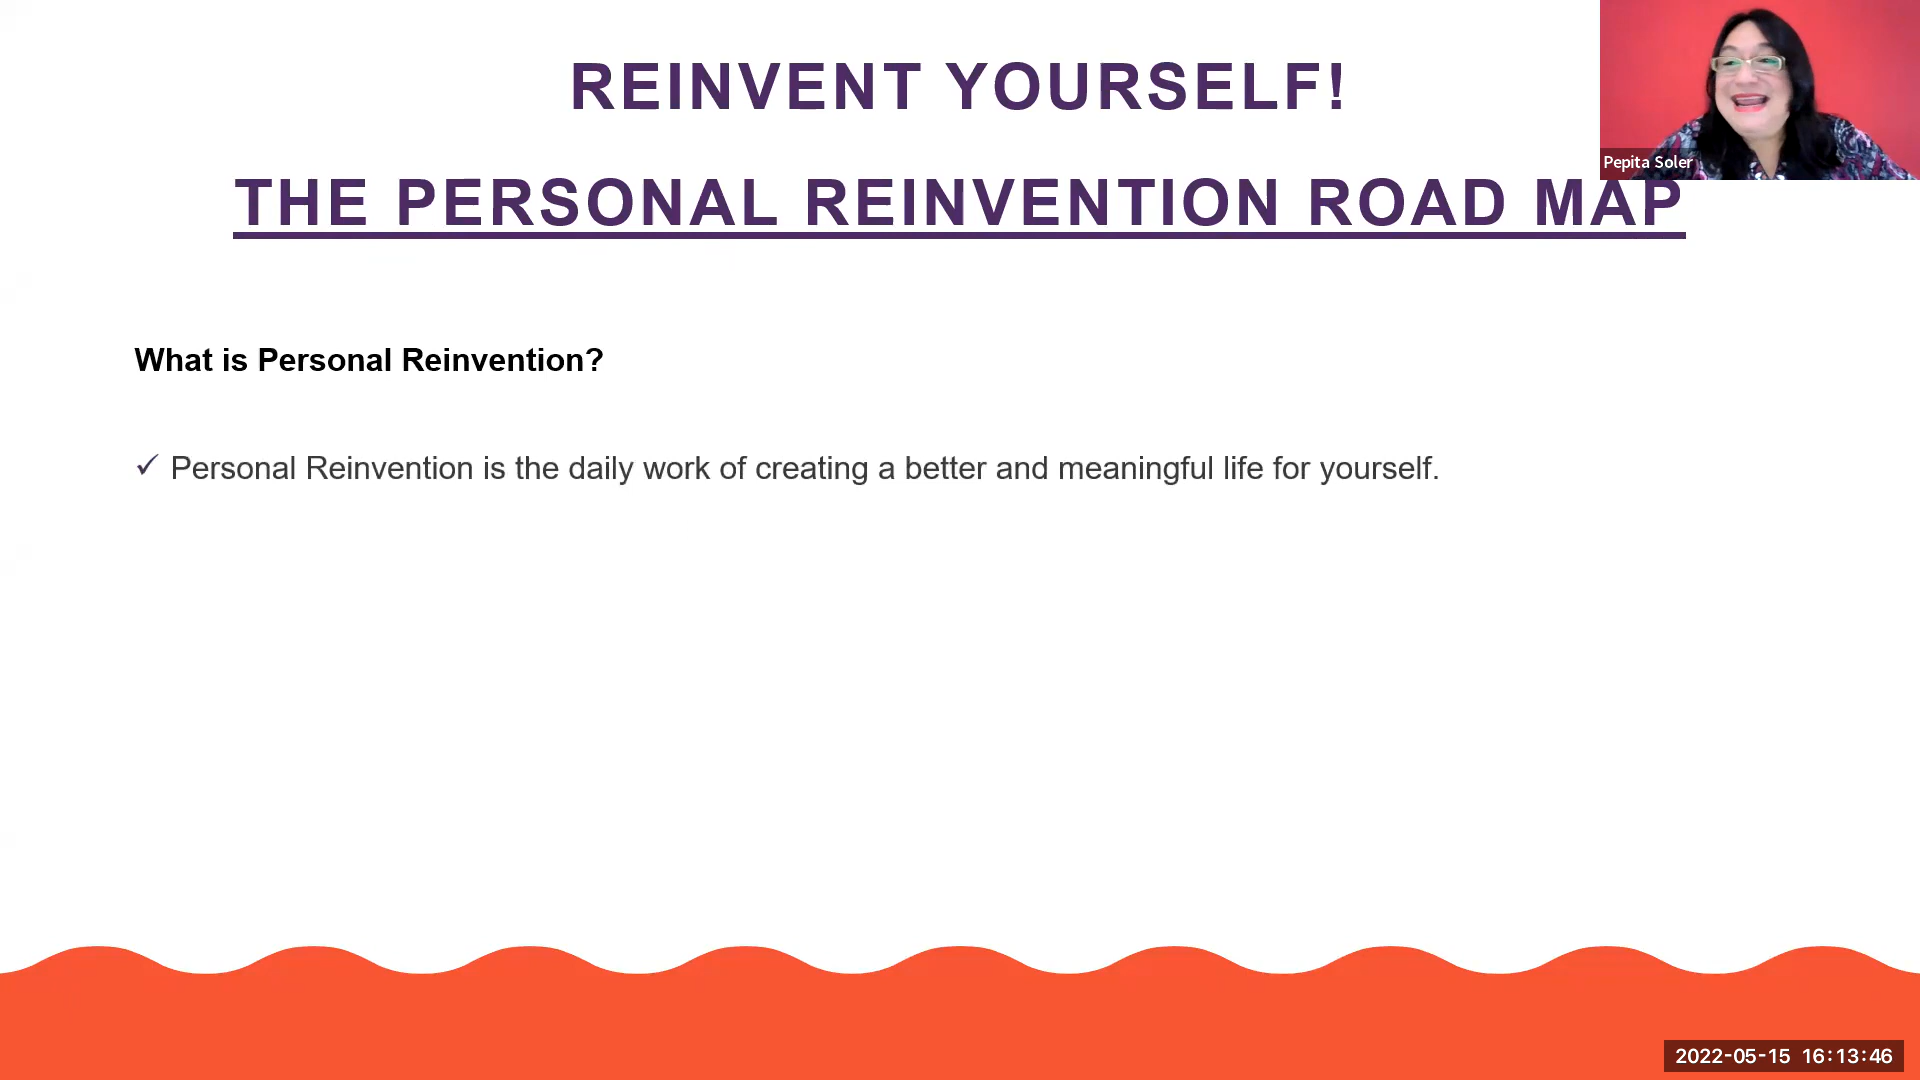 REINVENT YOURSELF!
THE PERSONAL REINVENTION ROAD MAP
Pepita Soler
What is Personal Reinvention?
✓ Personal Reinvention is the daily work of creating a better and meaningful life for yourself.
2022-05-15 16:13:46